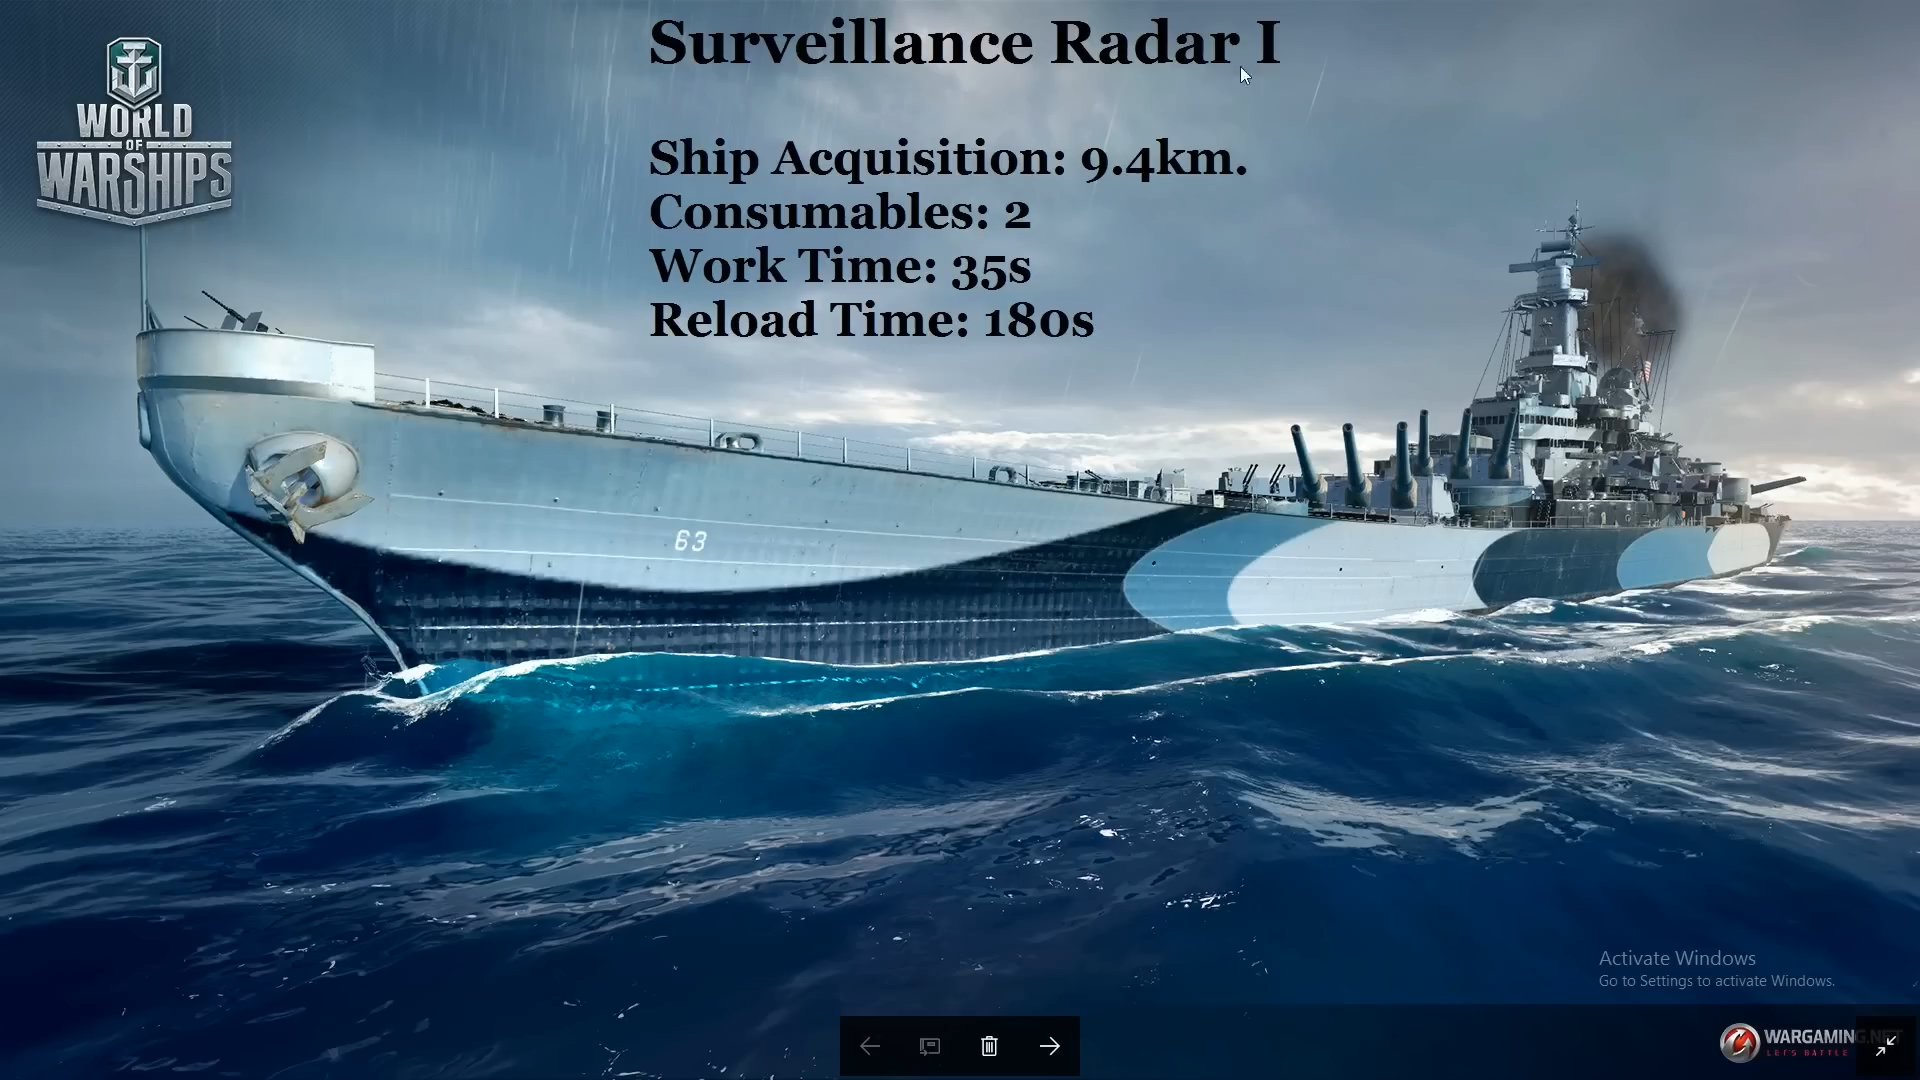 Surveillance Radar I
WORLD
OF
WARSHIPS
Ship Acquisition: 9.4km.
Consumables: 2
Work Time: 35s
Reload Time: 180s
63
Activate Windows
Go to Settings to activate Windows.
WARGAMING.NET
LET'S BATTLE